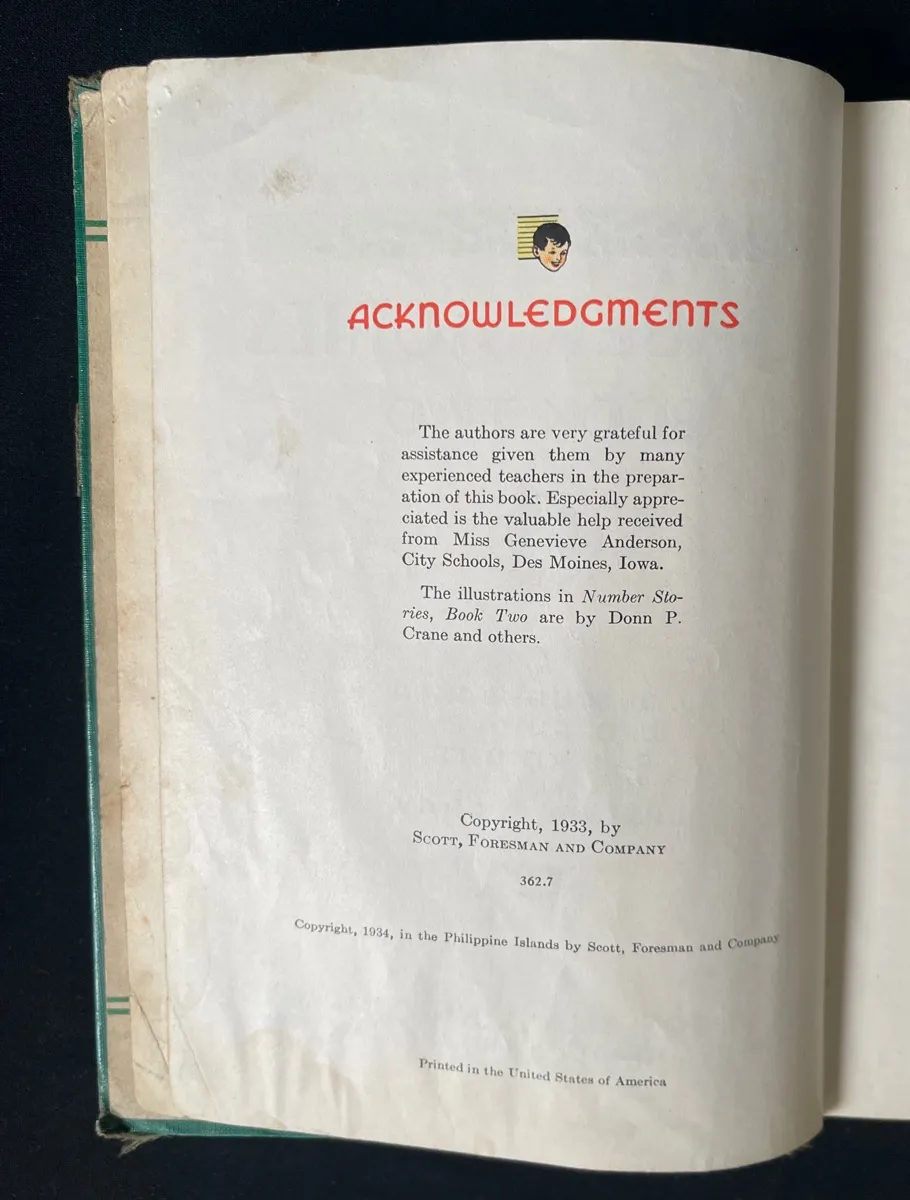 ACKNOWLEDGMENTS
The authors are very grateful for
assistance given them by many
experienced teachers in the prepar-
ation of this book. Especially appre-
ciated is the valuable help received
from Miss Genevieve Anderson,
City Schools, Des Moines, Iowa.
The illustrations in Number Sto-
ries, Book Two are by Donn P.
Crane and others.
Copyright, 1933, by
SCOTT, FORESMAN AND COMPANY
362.7
Copyright, 1934, in the Philippine Islands by Scott, Foresman and Company
Printed in the United States of America